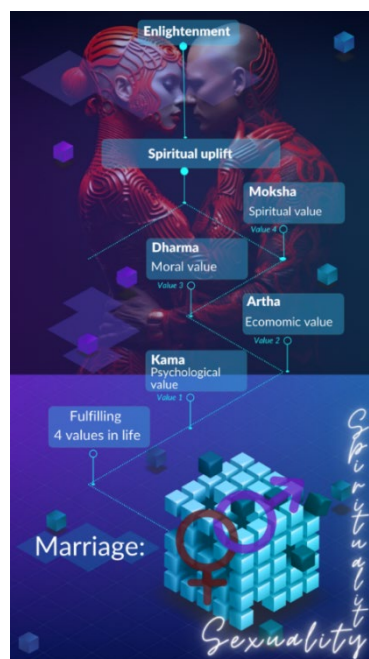 Enlightenment
Spiritual uplift
Moksha
Spiritual value
Value 4
Dharma
Moral value
Value 3
Artha
Ecomomic value
Value 2
Kama
Psychological
value
Value 1
Fulfilling
4 values in life
Marriage:
Spirituality
Sexuality